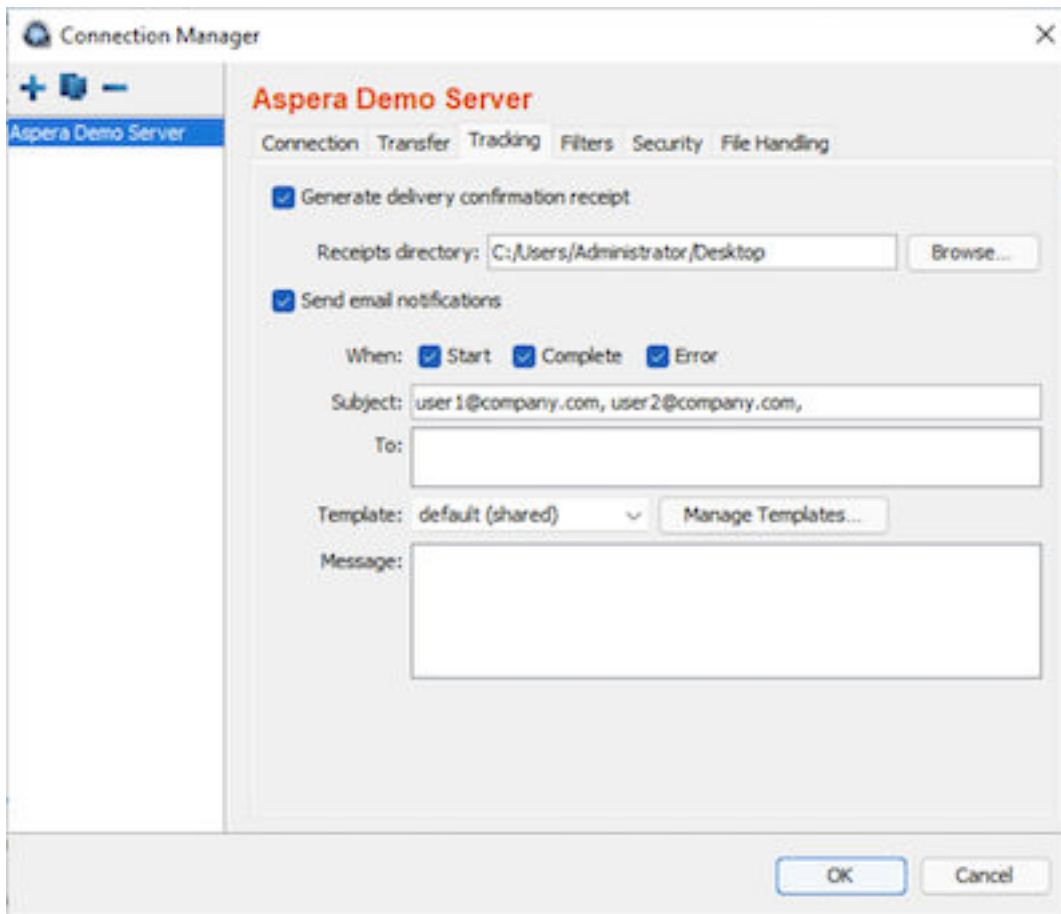 Connection Manager
Aspera Demo Server
Aspera Demo Server
Connection Transfer Tracking Filters Security File Handling
Generate delivery confirmation receipt
Receipts directory: C:/Users/Administrator/Desktop Browse...
Send email notifications
When: Start Complete Error
Subject: user1@company.com, user2@company.com,
To:
Template: default (shared) Manage Templates...
Message:
OK Cancel